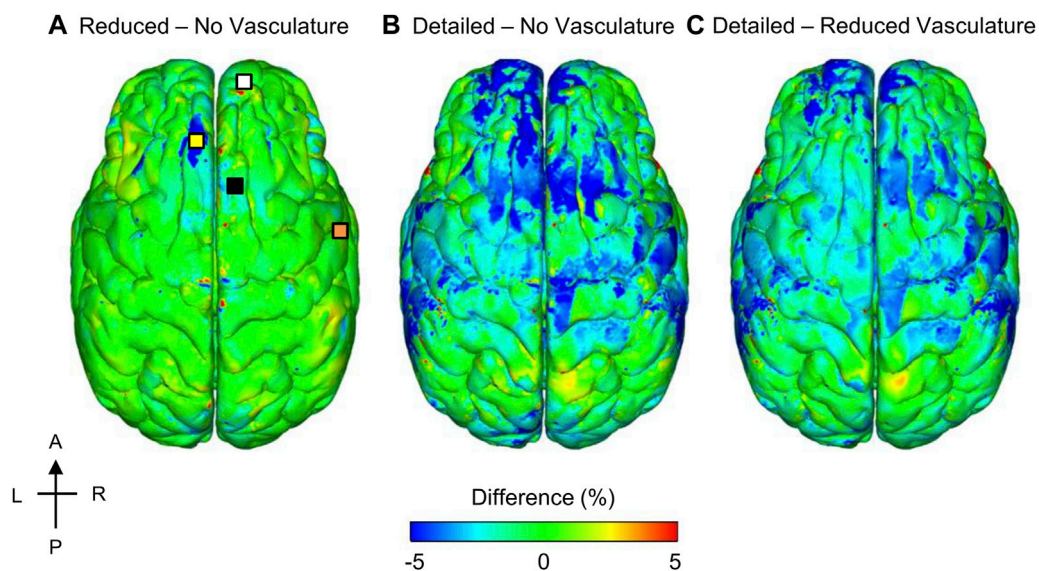 A Reduced – No Vasculature
B Detailed – No Vasculature
C Detailed – Reduced Vasculature
A
L R
P
Difference (%)
-5 0 5